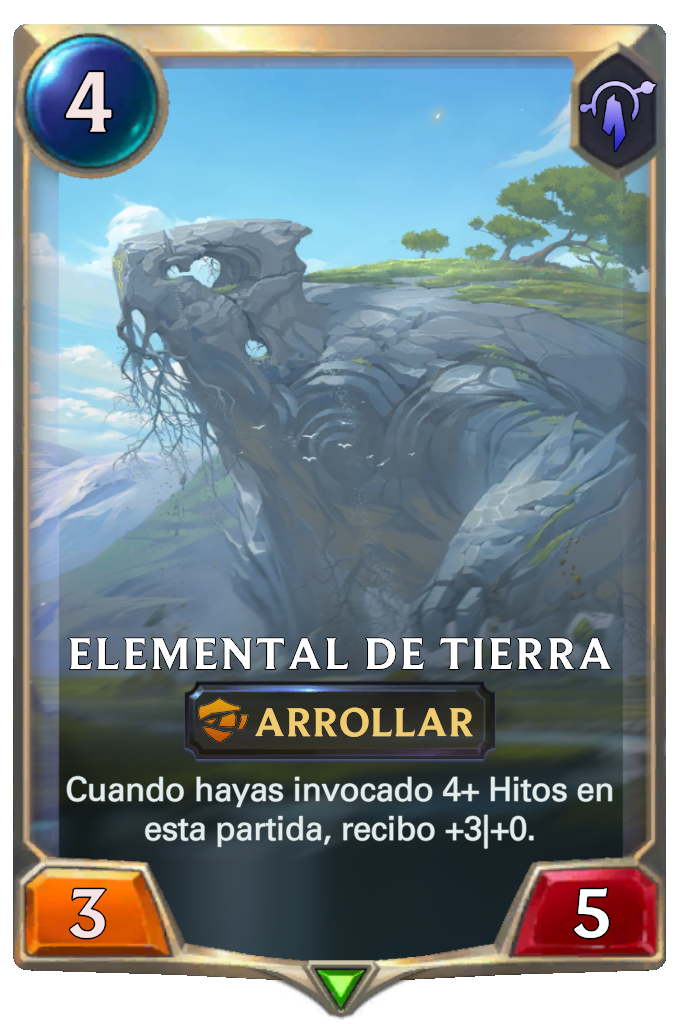 4
ELEMENTAL DE TIERRA
ARROLLAR
Cuando hayas invocado 4+ Hitos en
esta partida, recibo +3|+0.
3
5